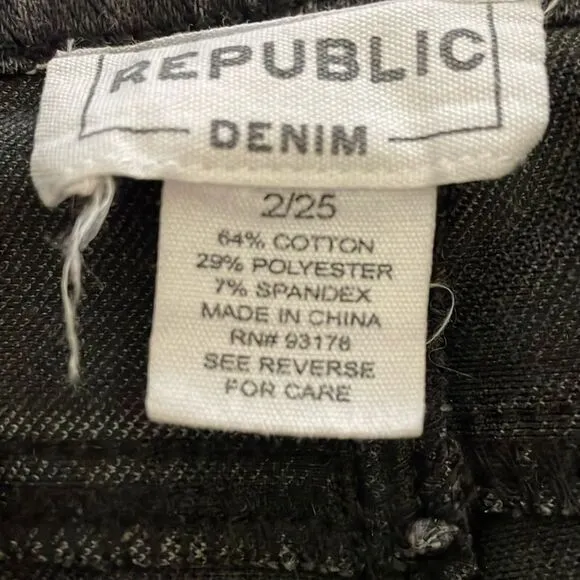 REPUBLIC
DENIM
2/25
64% COTTON
29% POLYESTER
7% SPANDEX
MADE IN CHINA
RN# 93178
SEE REVERSE
FOR CARE